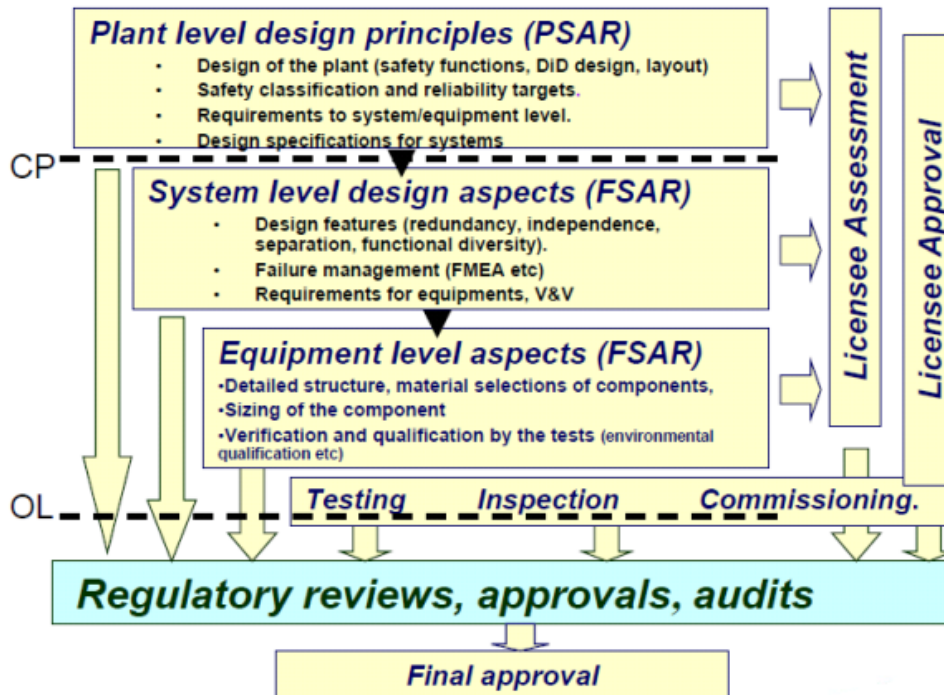 Plant level design principles (PSAR)
• Design of the plant (safety functions, DiD design, layout)
• Safety classification and reliability targets.
• Requirements to system/equipment level.
• Design specifications for systems
CP
System level design aspects (FSAR)
• Design features (redundancy, independence,
separation, functional diversity).
• Failure management (FMEA etc)
• Requirements for equipments, V&V
Equipment level aspects (FSAR)
•Detailed structure, material selections of components,
•Sizing of the component
•Verification and qualification by the tests (environmental
qualification etc)
Licensee Assessment
Licensee Approval
OL
Testing Inspection Commissioning.
Regulatory reviews, approvals, audits
Final approval